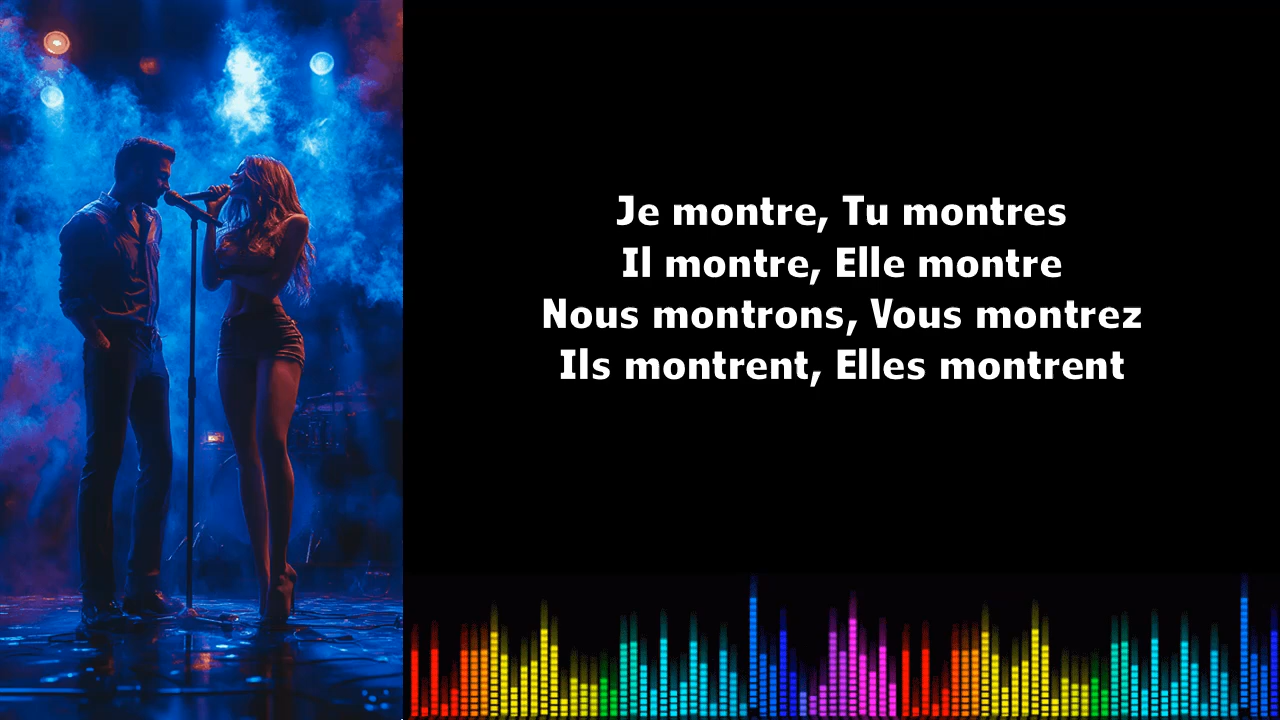 Je montre, Tu montres
Il montre, Elle montre
Nous montrons, Vous montrez
Ils montrent, Elles montrent